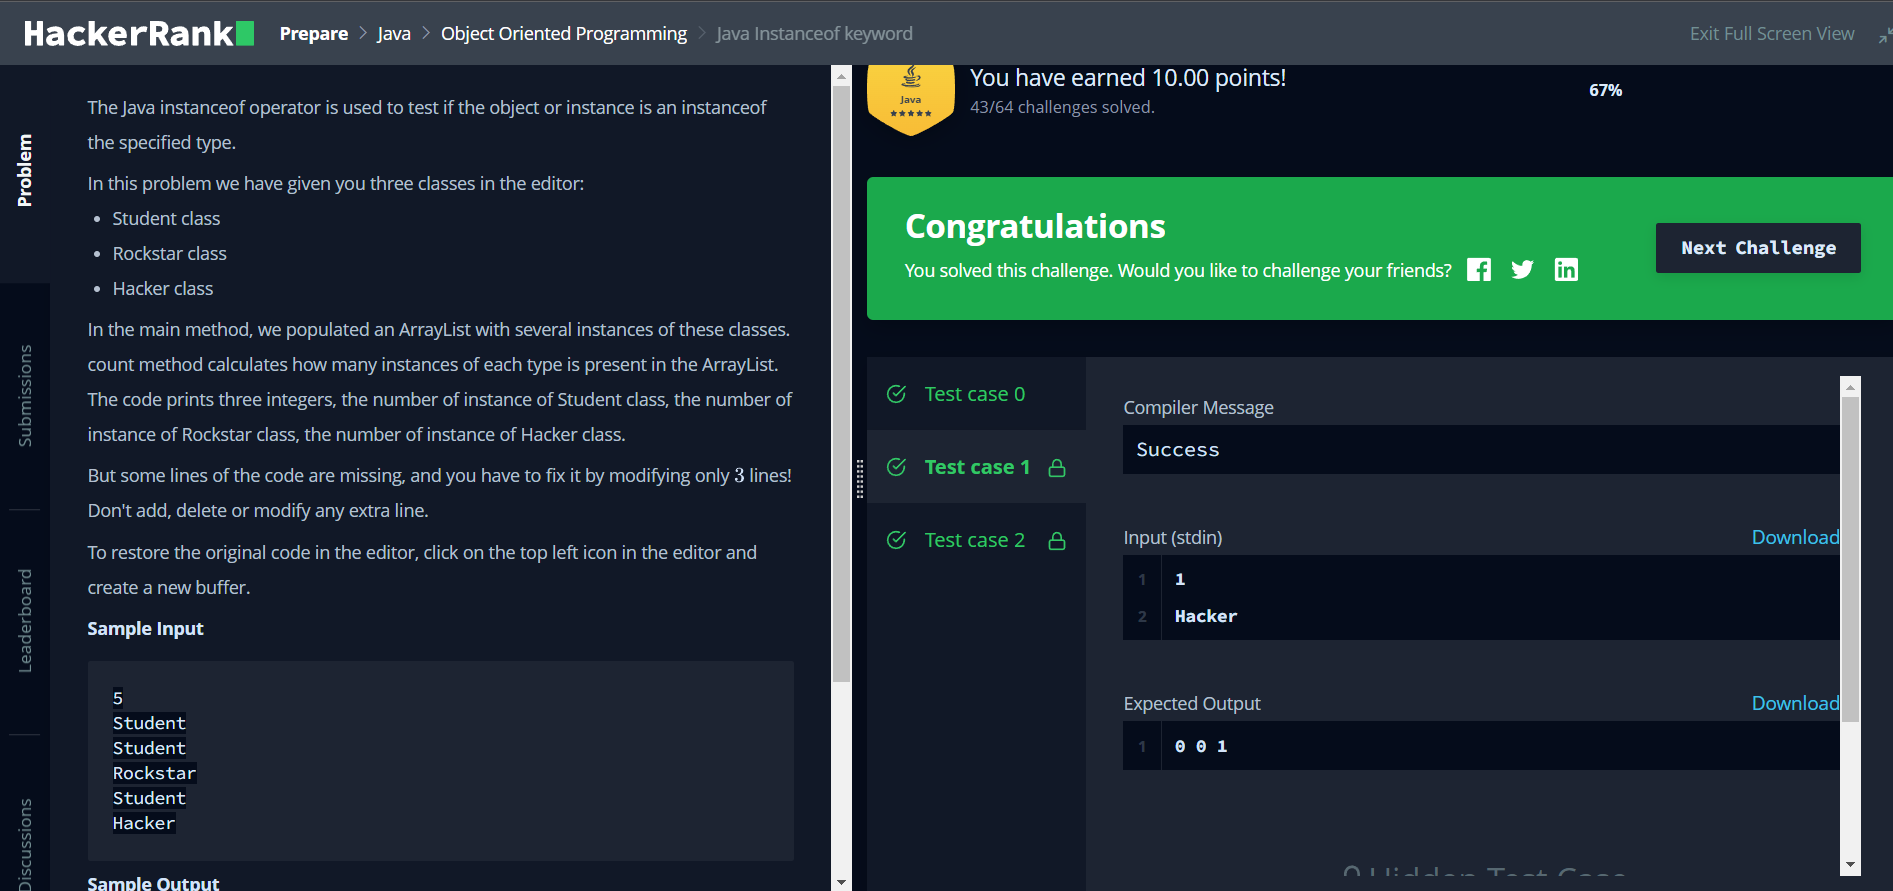 HackerRank
Prepare > Java > Object Oriented Programming > Java Instanceof keyword
Exit Full Screen View
Problem
Submissions
Leaderboard
Discussions
The Java instanceof operator is used to test if the object or instance is an instanceof
the specified type.
In this problem we have given you three classes in the editor:
• Student class
• Rockstar class
• Hacker class
In the main method, we populated an ArrayList with several instances of these classes.
count method calculates how many instances of each type is present in the ArrayList.
The code prints three integers, the number of instance of Student class, the number of
instance of Rockstar class, the number of instance of Hacker class.
But some lines of the code are missing, and you have to fix it by modifying only 3 lines!
Don't add, delete or modify any extra line.
To restore the original code in the editor, click on the top left icon in the editor and
create a new buffer.
Sample Input
5
Student
Student
Rockstar
Student
Hacker
Sample Output
Java
You have earned 10.00 points!
43/64 challenges solved.
67%
Congratulations
You solved this challenge. Would you like to challenge your friends?
Next Challenge
Test case 0
Test case 1
Test case 2
Compiler Message
Success
Input (stdin)
Download
1 1
2 Hacker
Expected Output
Download
1 0 0 1
Hidden Test Case